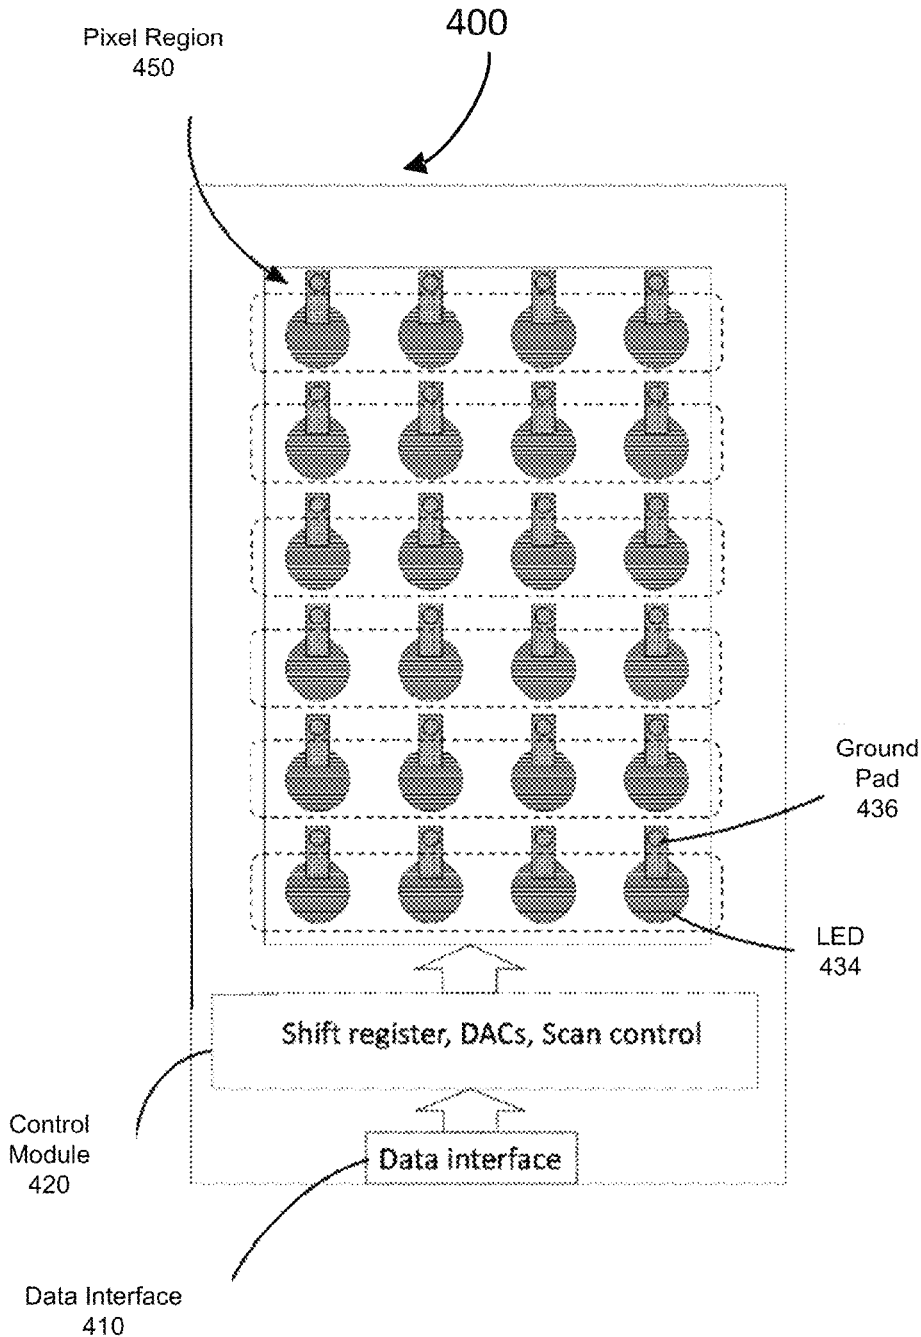 400
Pixel Region
450
Ground
Pad
436
LED
434
Shift register, DACs, Scan control
Control
Module
420
Data interface
Data Interface
410